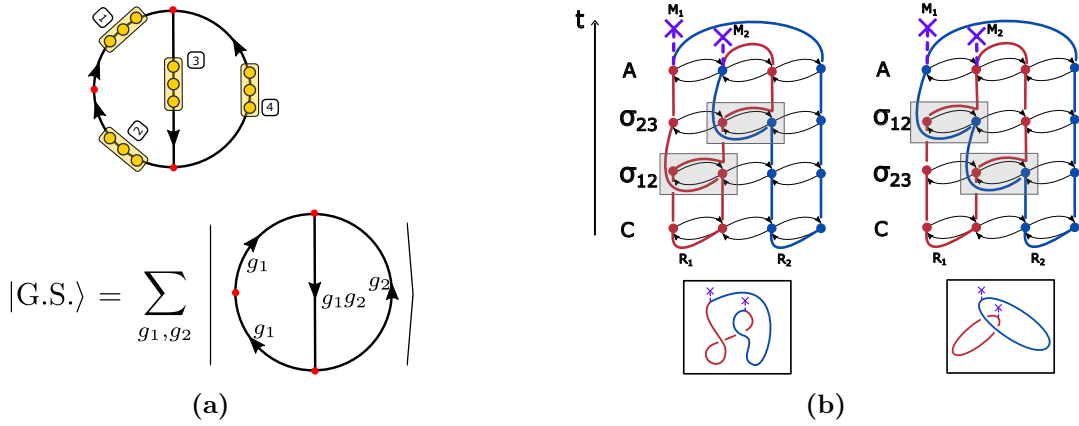 1
3
4
2
|G.S.⟩ = ∑ g₁,g₂ | g₁ g₁ g₁g₂ g₂ ⟩
(a)
t
M₁
M₂
A
σ₂₃
σ₁₂
C
R₁
R₂
M₁
M₂
A
σ₁₂
σ₂₃
C
R₁
R₂
(b)